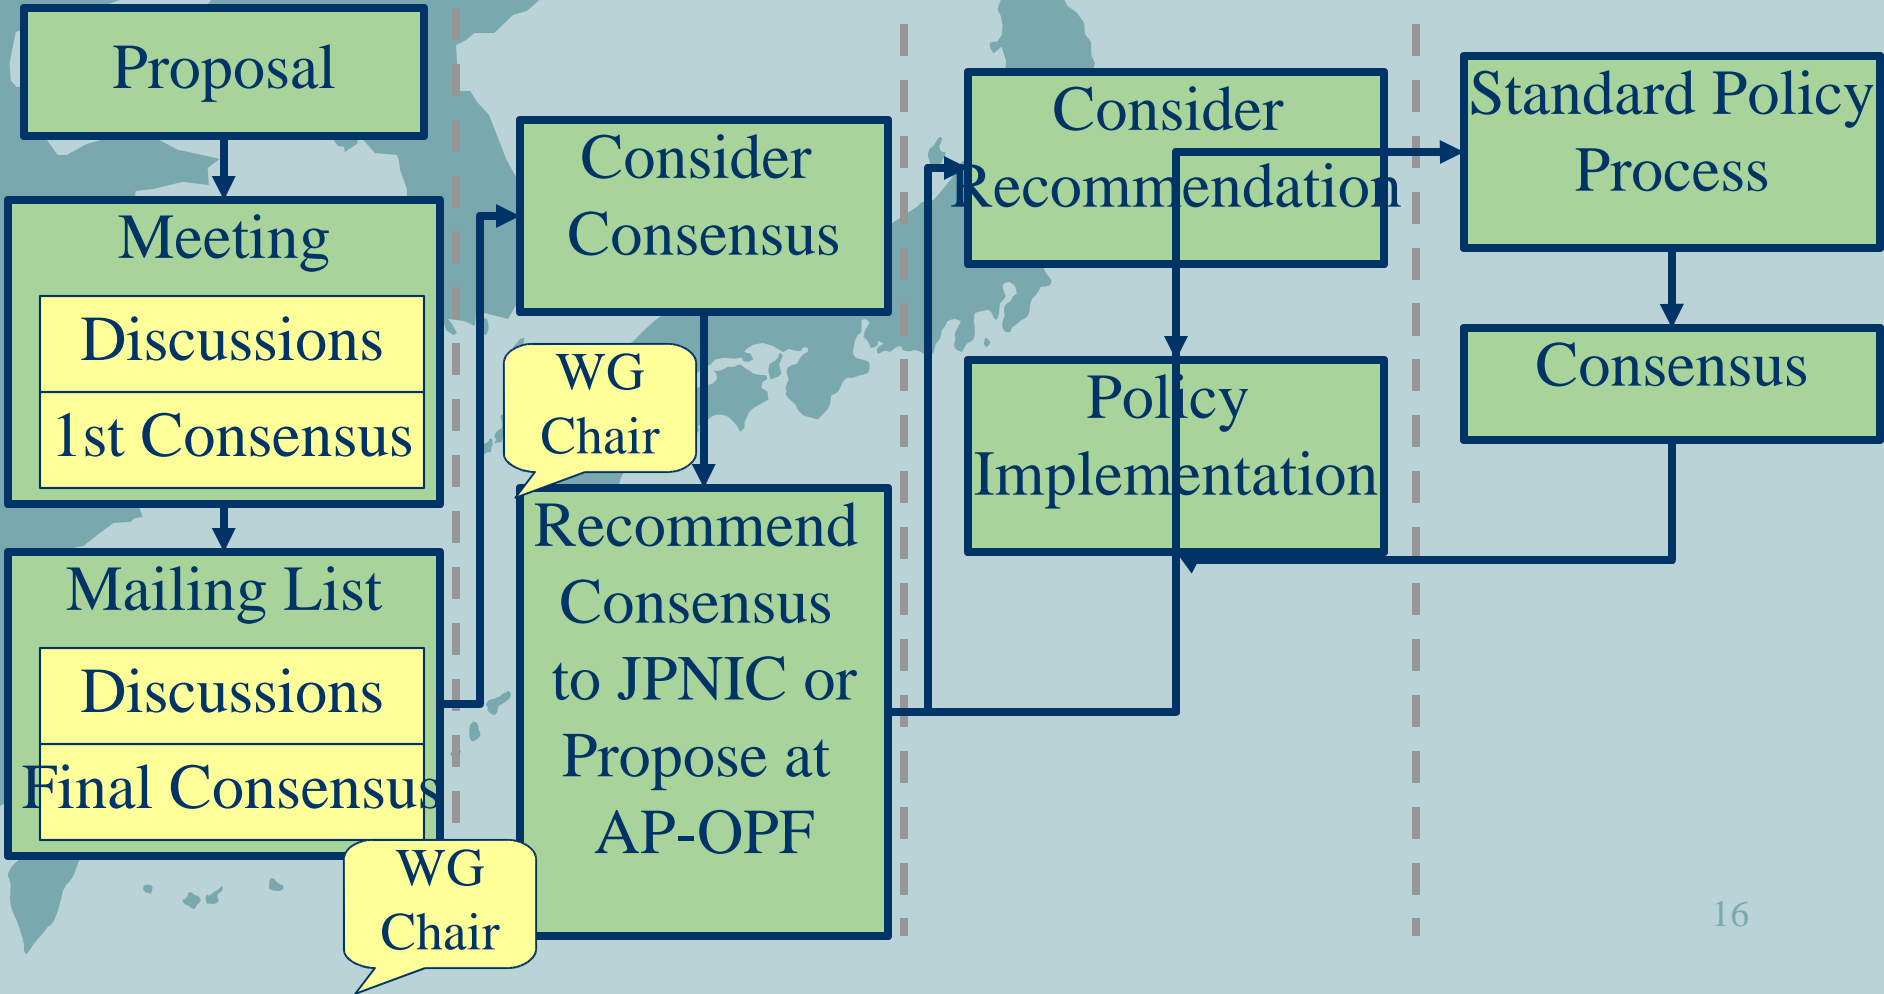 Proposal
Meeting
Discussions
1st Consensus
Mailing List
Discussions
Final Consensus
WG
Chair
Consider
Consensus
WG
Chair
Recommend
Consensus
to JPNIC or
Propose at
AP-OPF
Consider
Recommendation
Policy
Implementation
Standard Policy
Process
Consensus
16